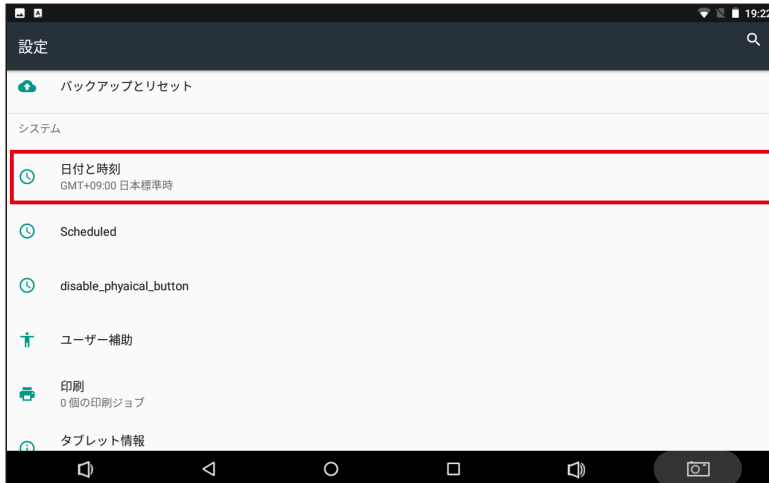 19:22
設定
バックアップとリセット
システム
日付と時刻
GMT+09:00 日本標準時
Scheduled
disable_phyaical_button
ユーザー補助
印刷
0 個の印刷ジョブ
タブレット情報